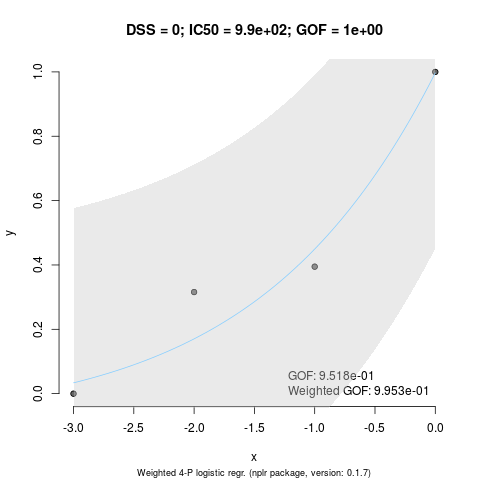 DSS = 0; IC50 = 9.9e+02; GOF = 1e+00
1.0
0.8
0.6
y
0.4
0.2
0.0
GOF: 9.518e-01
Weighted GOF: 9.953e-01
-3.0 -2.5 -2.0 -1.5 -1.0 -0.5 0.0
x
Weighted 4-P logistic regr. (nplr package, version: 0.1.7)